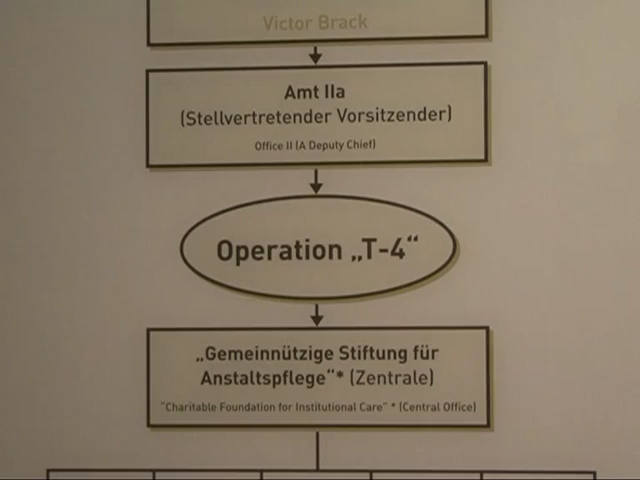 Victor Brack
Amt IIa
(Stellvertretender Vorsitzender)
Office II (A Deputy Chief)
Operation „T-4“
„Gemeinnützige Stiftung für
Anstaltspflege“* (Zentrale)
"Charitable Foundation for Institutional Care" * (Central Office)